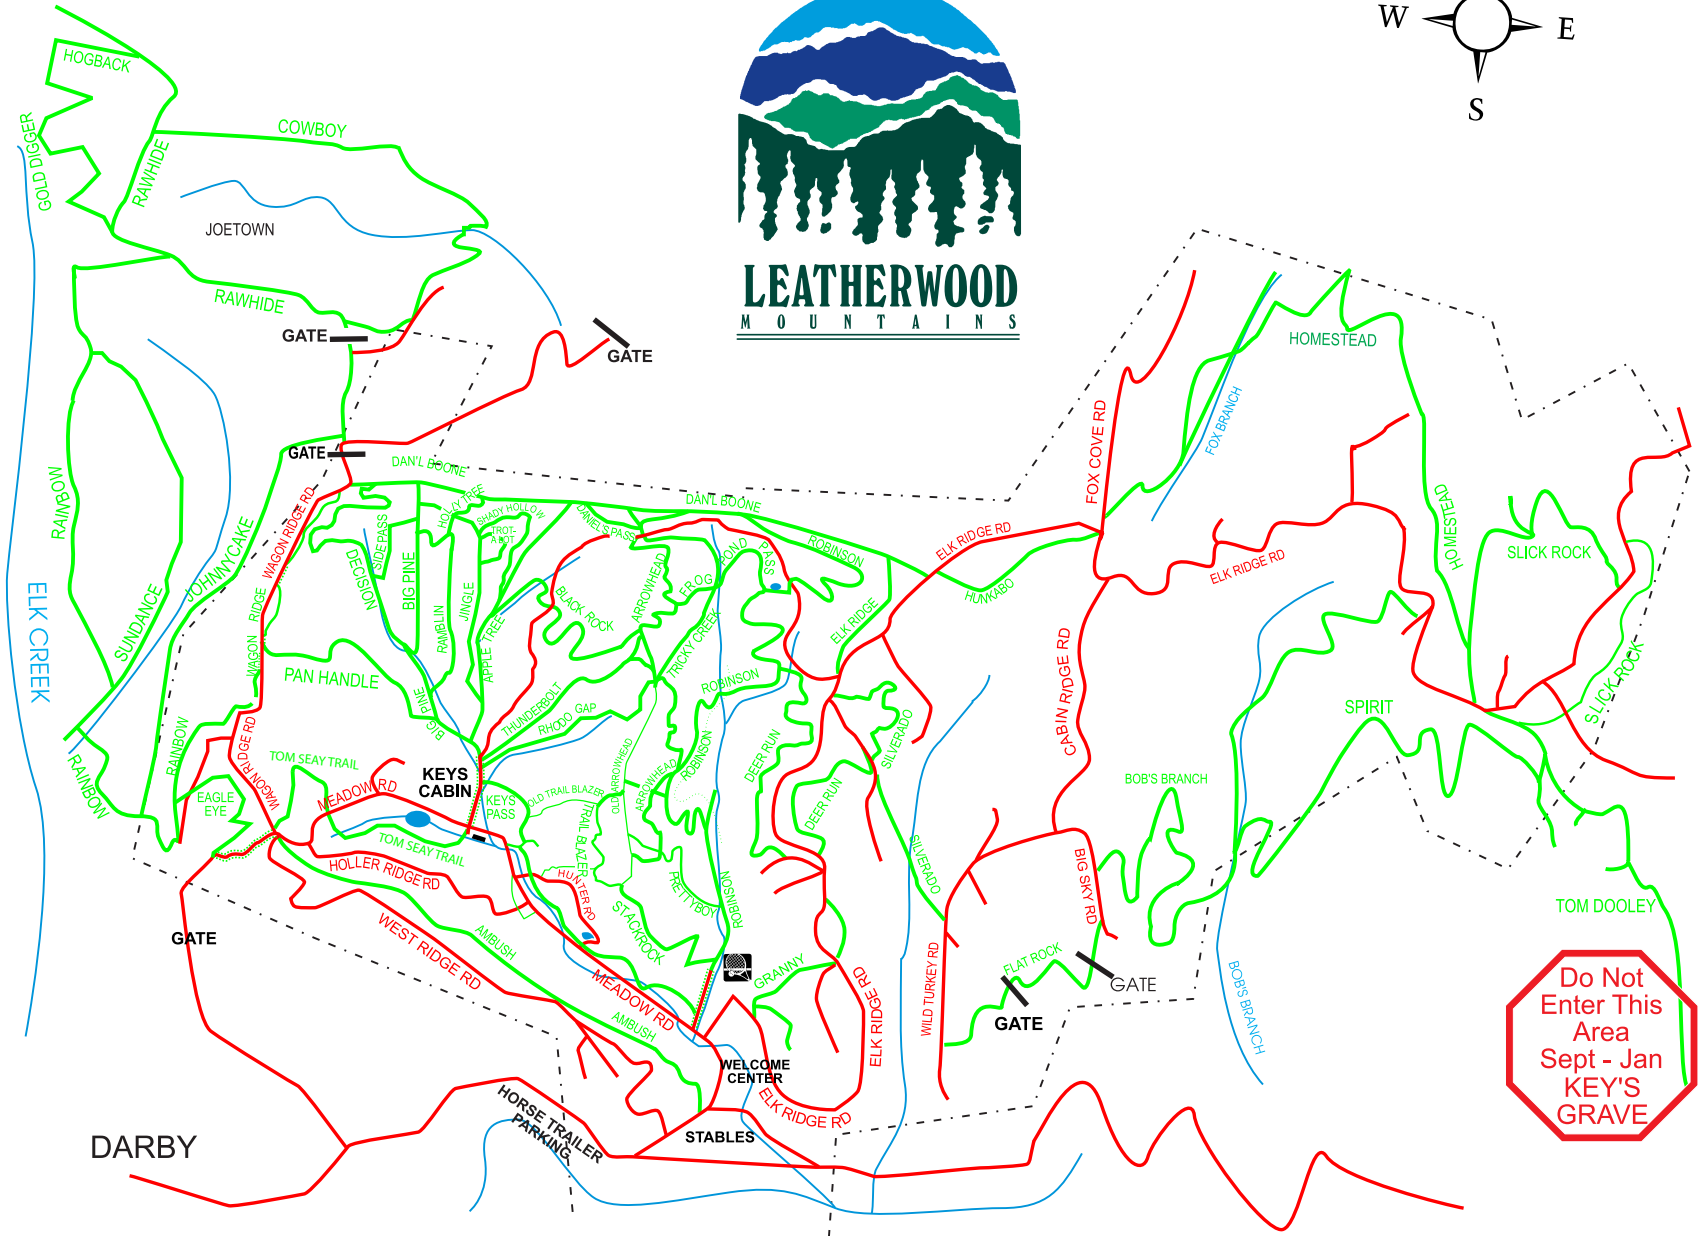 W
E
S
HOGBACK
GOLD DIGGER
COWBOY
RAWHIDE
JOETOWN
RAWHIDE
GATE
GATE
LEATHERWOOD
MOUNTAINS
HOMESTEAD
FOX BRANCH
FOX COVE RD
GATE
DAN'L BOONE
RAINBOW
WAGON RIDGE RD
JOHNNYCAKE
SUNDANCE
ELK CREEK
HOLLY TREE
SHADY HOLLOW
TROT-
A-LOT
DANIEL'S PASS
DAN'L BOONE
ROBINSON
ELK RIDGE RD
HUNKABO
ELK RIDGE RD
HOMESTEAD
SLICK ROCK
SIDE PASS
DECISION
BIG PINE
RAMBLIN
JINGLE
APPLE TREE
BLACK ROCK
ARROWHEAD
FROG
POND
PASS
TRICKY CREEK
ELK RIDGE
WAGON RIDGE
PAN HANDLE
BIG PINE
THUNDERBOLT
RHODO GAP
ROBINSON
ROBINSON
CABIN RIDGE RD
SPIRIT
SLICK ROCK
RAINBOW
RAINBOW
WAGON RIDGE RD
TOM SEAY TRAIL
MEADOW RD
KEYS
CABIN
KEYS
PASS
OLD TRAIL BLAZER
TRAIL BLAZER
OLD ARROWHEAD
ARROWHEAD
DEER RUN
DEER RUN
SILVERADO
SILVERADO
BOB'S BRANCH
EAGLE
EYE
TOM SEAY TRAIL
HOLLER RIDGE RD
HUNTER RD
PRETTYBOY
ROBINSON
BIG SKY RD
STACKROCK
TOM DOOLEY
GATE
WEST RIDGE RD
AMBUSH
MEADOW RD
GRANNY
ELK RIDGE RD
ELK RIDGE RD
WILD TURKEY RD
FLAT ROCK
GATE
GATE
BOB'S BRANCH
AMBUSH
WELCOME
CENTER
ELK RIDGE RD
STABLES
HORSE TRAILER
PARKING
DARBY
Do Not
Enter This
Area
Sept - Jan
KEY'S
GRAVE